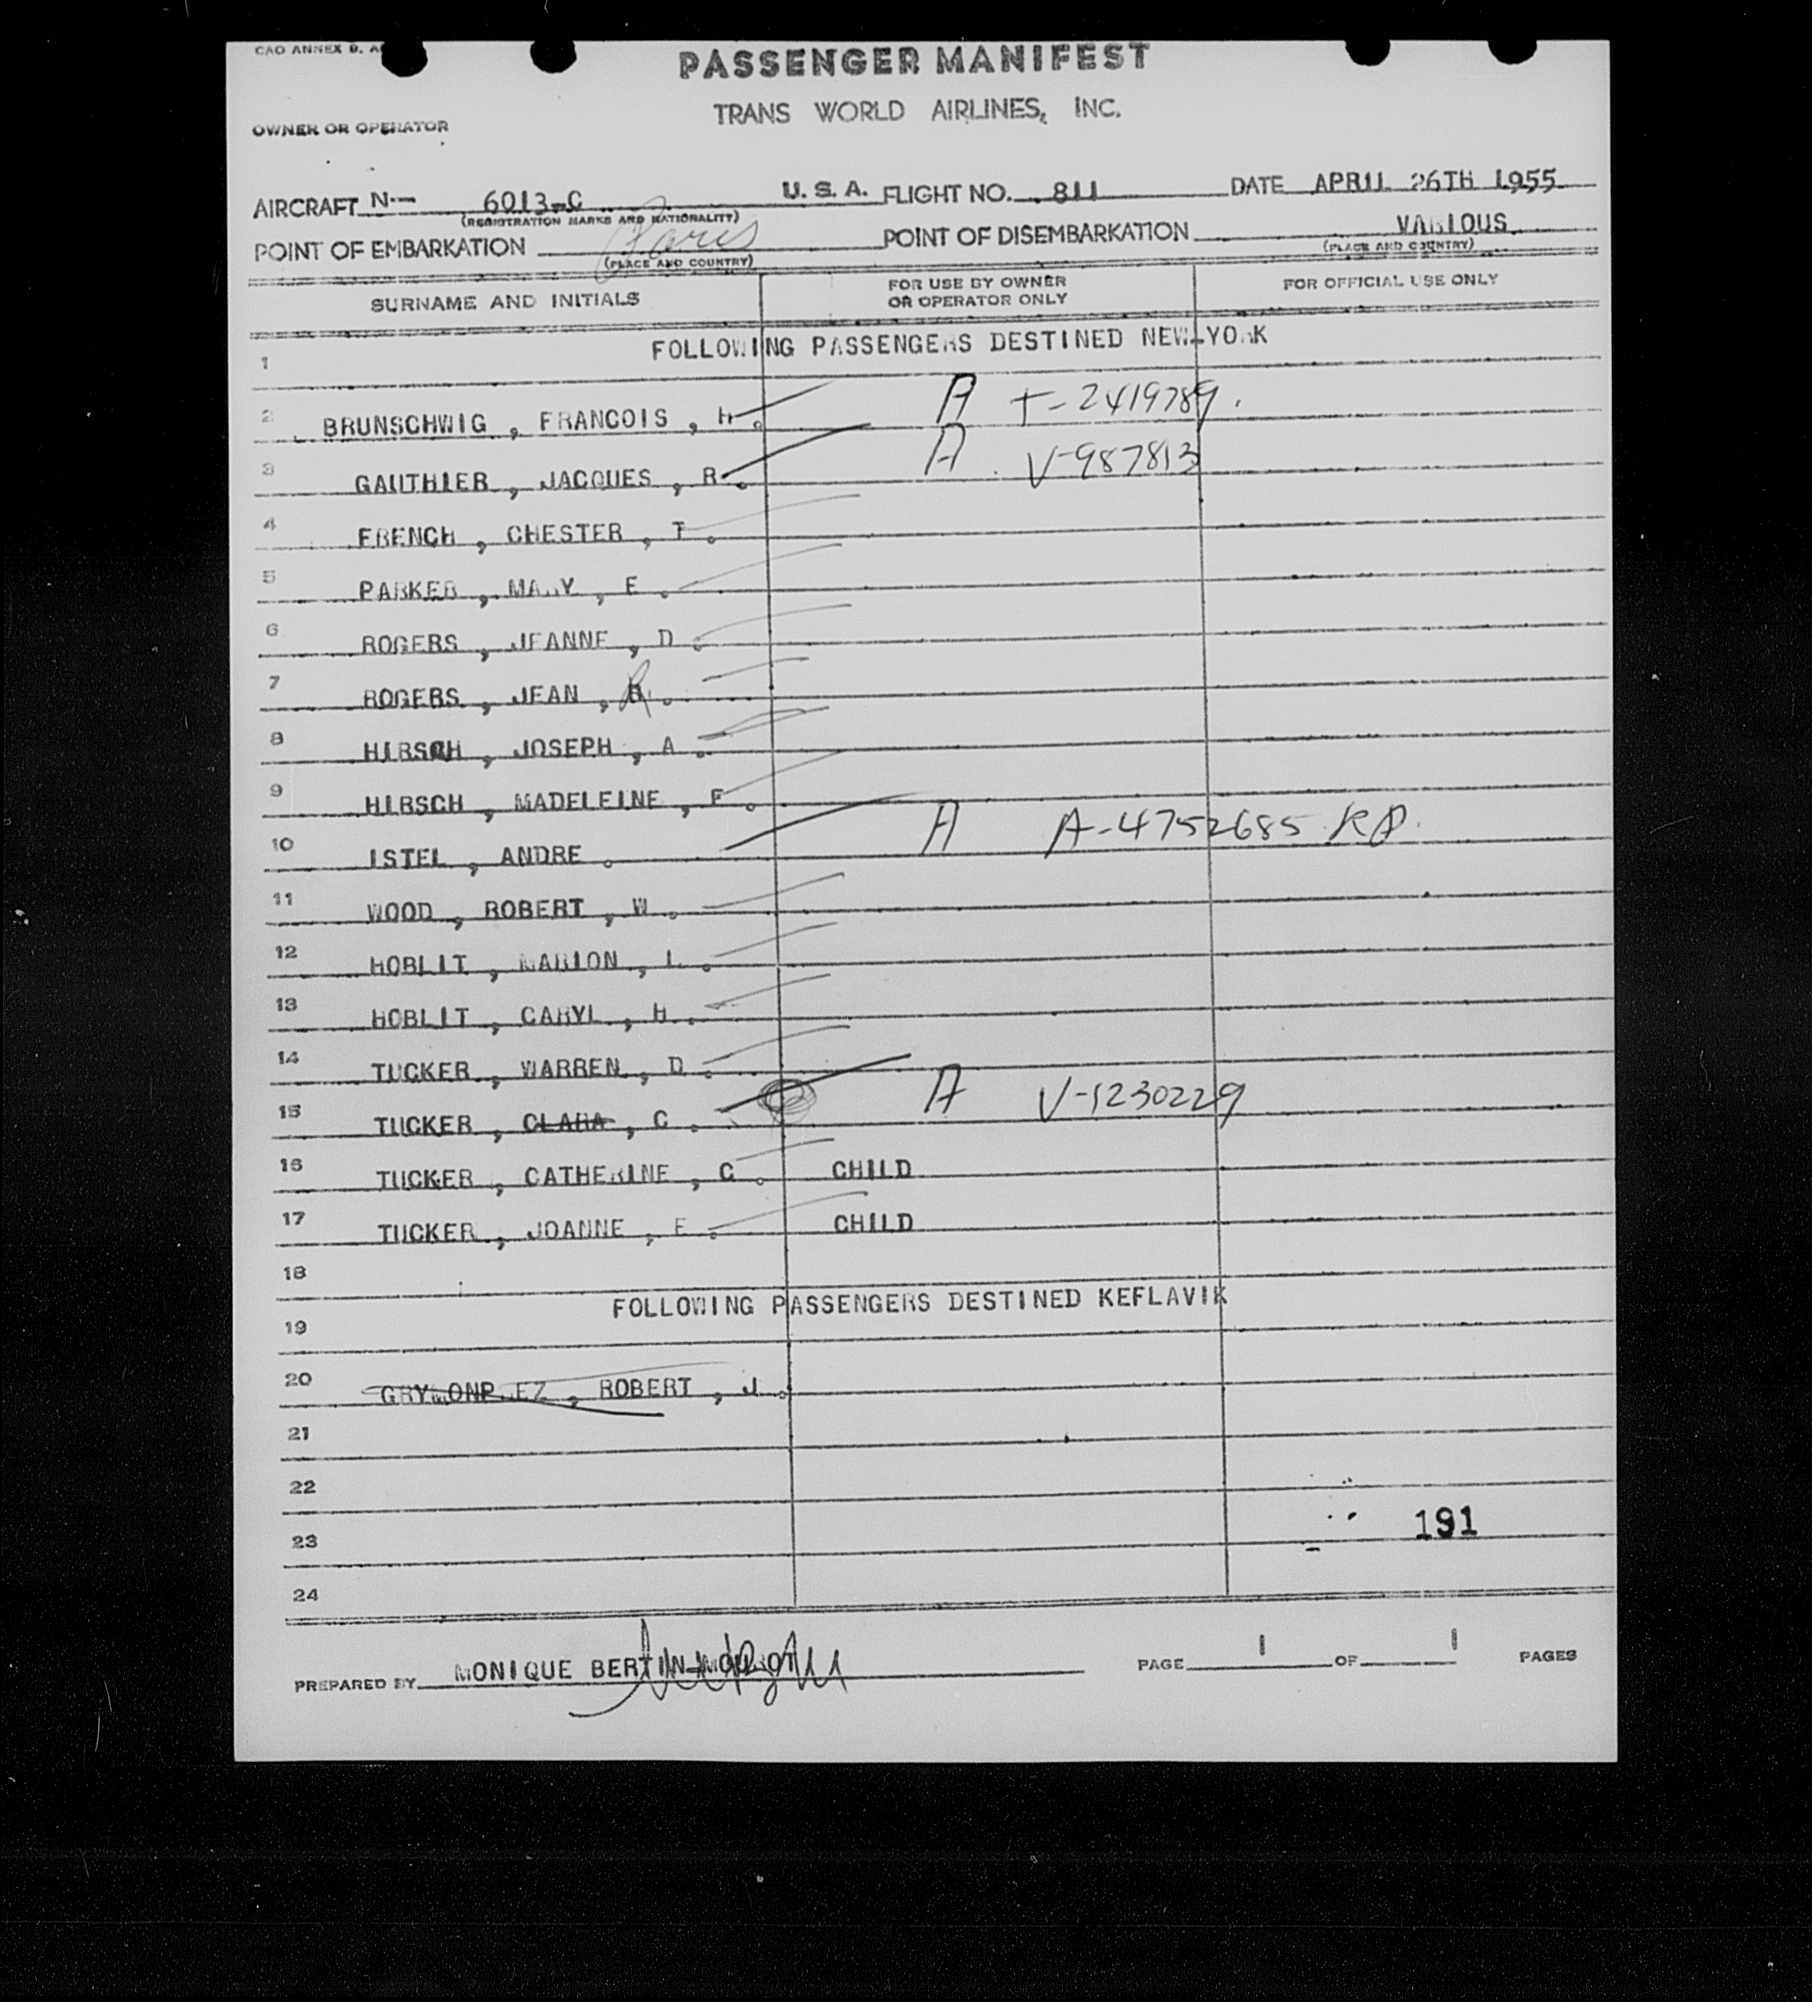 CAO ANNEX 9.
PASSENGER MANIFEST
TRANS WORLD AIRLINES, INC.
OWNER OR OPERATOR
AIRCRAFT N-- 6013-C U. S. A. FLIGHT NO. 811 DATE APRIL 26TH 1955
(REGISTRATION MARKS AND NATIONALITY)
POINT OF EMBARKATION Paris POINT OF DISEMBARKATION VARIOUS
(PLACE AND COUNTRY) (PLACE AND COUNTRY)
SURNAME AND INITIALS FOR USE BY OWNER OR OPERATOR ONLY FOR OFFICIAL USE ONLY
1 FOLLOWING PASSENGERS DESTINED NEW-YORK
2 BRUNSCHWIG , FRANCOIS , H. A T-2419789.
3 GAUTHIER , JACQUES , R. A V-987813
4 FRENCH , CHESTER , T.
5 PARKER , MARY , E.
6 ROGERS , JEANNE , D.
7 ROGERS , JEAN , R.
8 HIRSCH , JOSEPH , A.
9 HIRSCH , MADELEINE , F.
10 ISTEL , ANDRE . A A-4752685 RP.
11 WOOD , ROBERT , W.
12 HOBLIT , MARION , L.
13 HOBLIT , CARYL , H.
14 TUCKER , WARREN , D.
15 TUCKER , CLARA , C. A V-1230229
16 TUCKER , CATHERINE , C. CHILD
17 TUCKER , JOANNE , E. CHILD
18
FOLLOWING PASSENGERS DESTINED KEFLAVIK
19
20 GRYMONPREZ , ROBERT , J.
21
22
23 191
24
PREPARED BY MONIQUE BERTIN PAGE 1 OF 1 PAGES